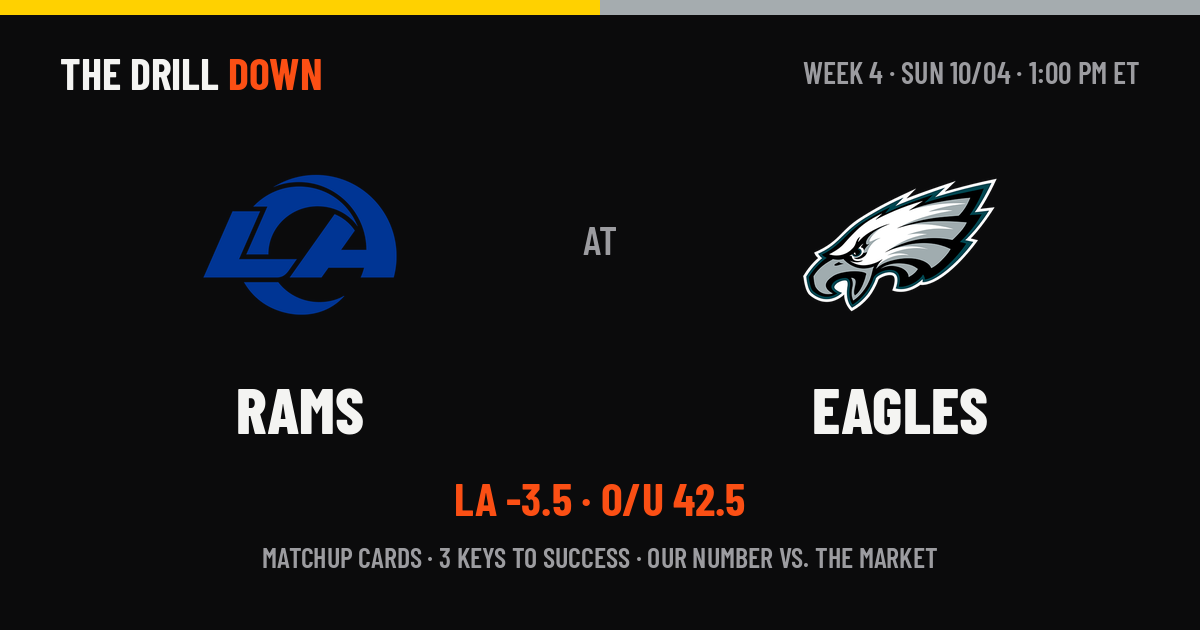 THE DRILL DOWN
WEEK 4 · SUN 10/04 · 1:00 PM ET
LA
AT
RAMS
EAGLES
LA -3.5 · O/U 42.5
MATCHUP CARDS · 3 KEYS TO SUCCESS · OUR NUMBER VS. THE MARKET